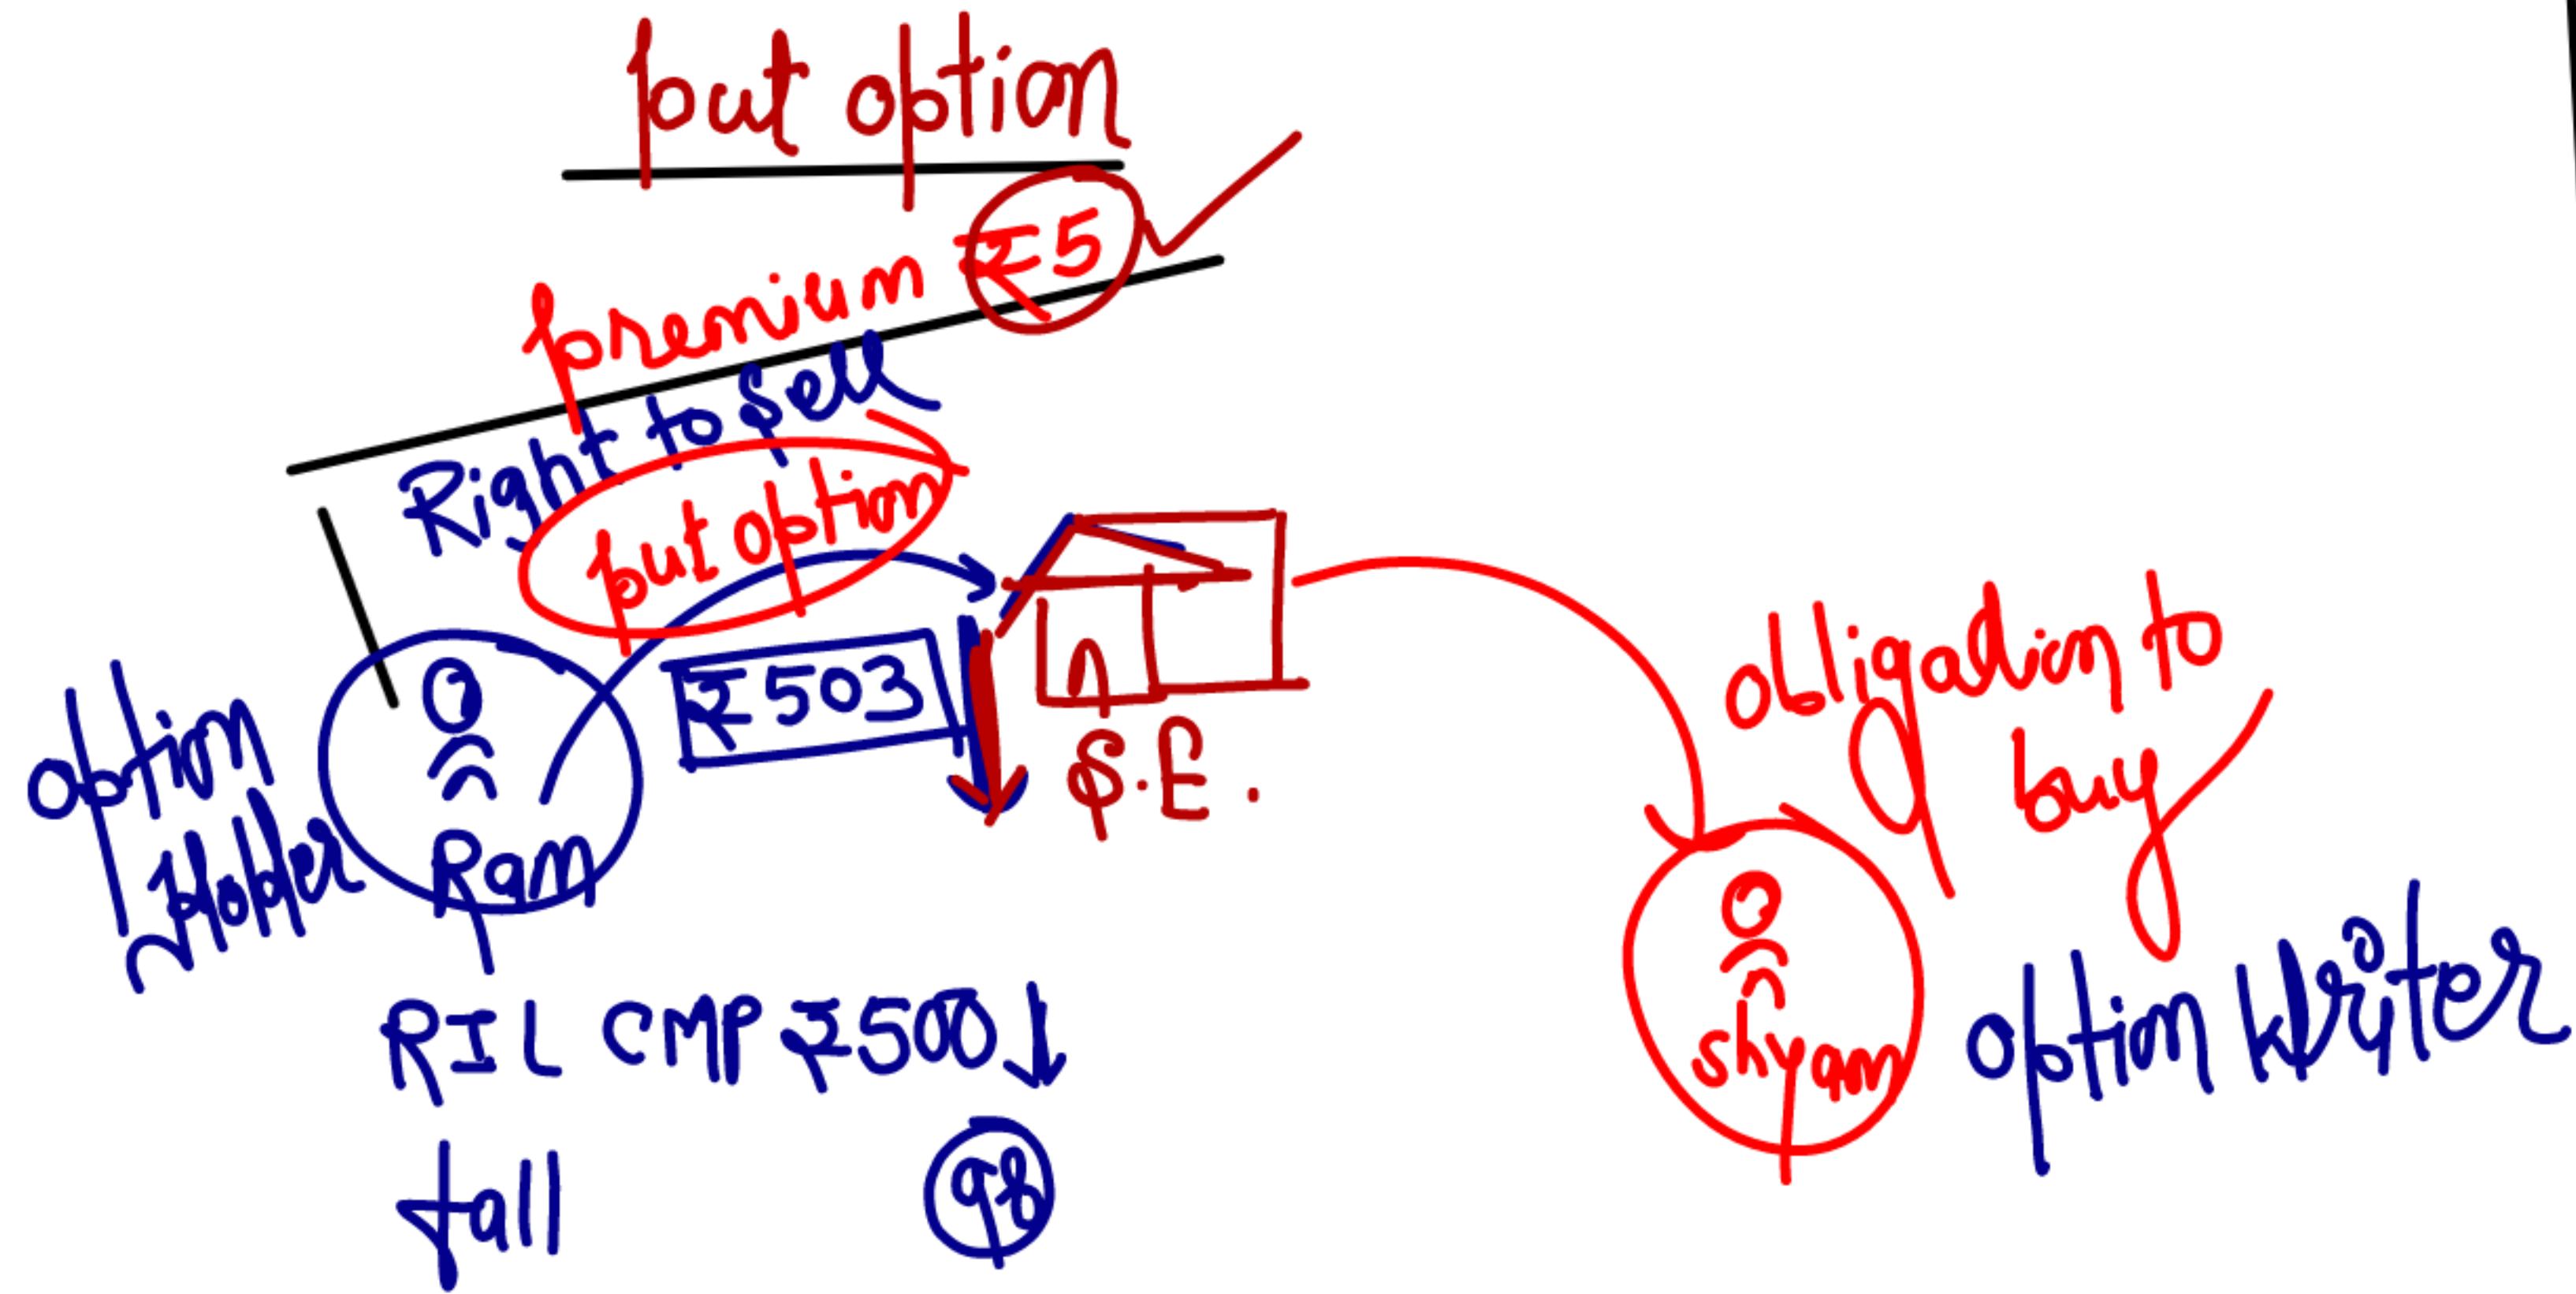 put option
premium ₹5
Right to sell
put option
₹503
S.E.
option
Holder
Ram
RIL CMP ₹500
fall
98
obligation to
buy
shyam
option writer